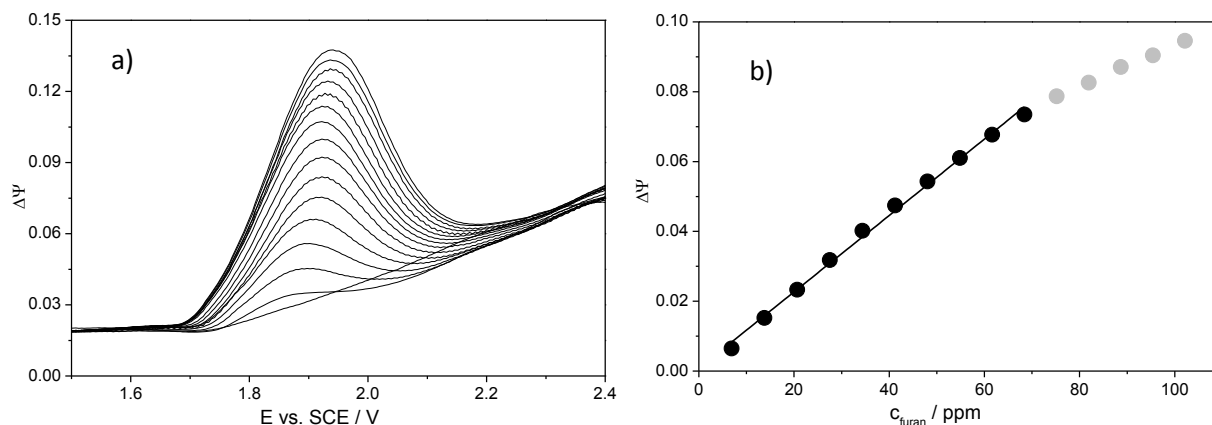 a)
0.15
0.12
0.09
0.06
0.03
0.00
ΔΨ
1.6 1.8 2.0 2.2 2.4
E vs. SCE / V
b)
0.10
0.08
0.06
0.04
0.02
0.00
ΔΨ
0 20 40 60 80 100
c_furan / ppm